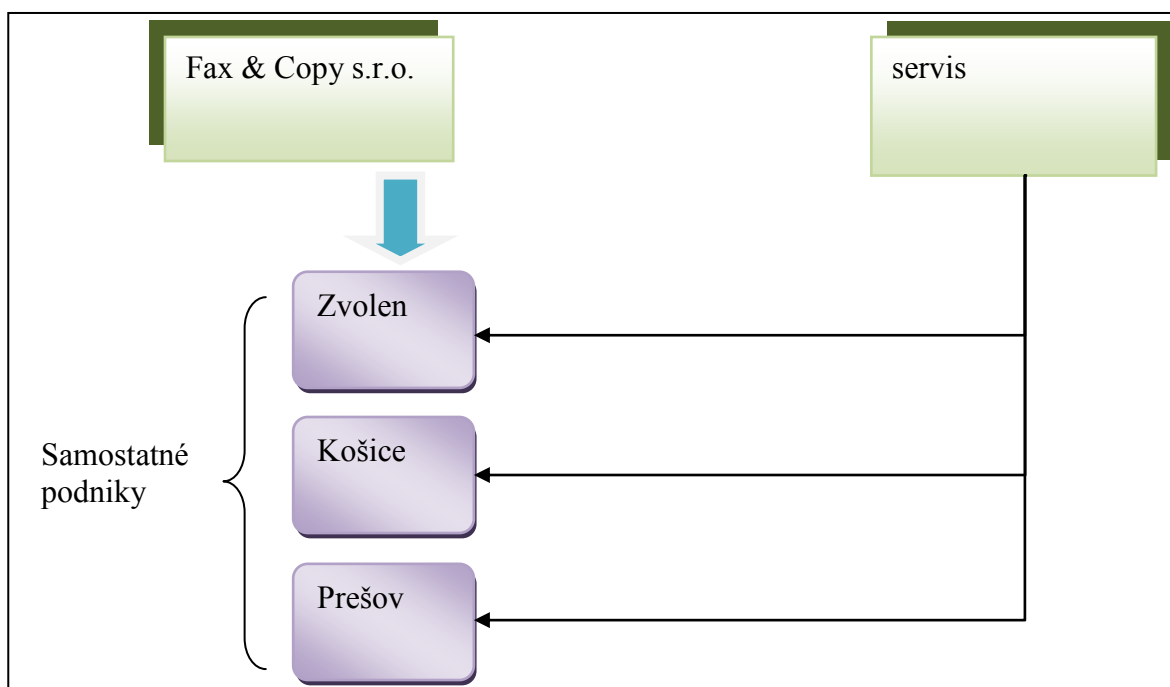 Fax & Copy s.r.o.
servis
Zvolen
Košice
Samostatné
podniky
Prešov